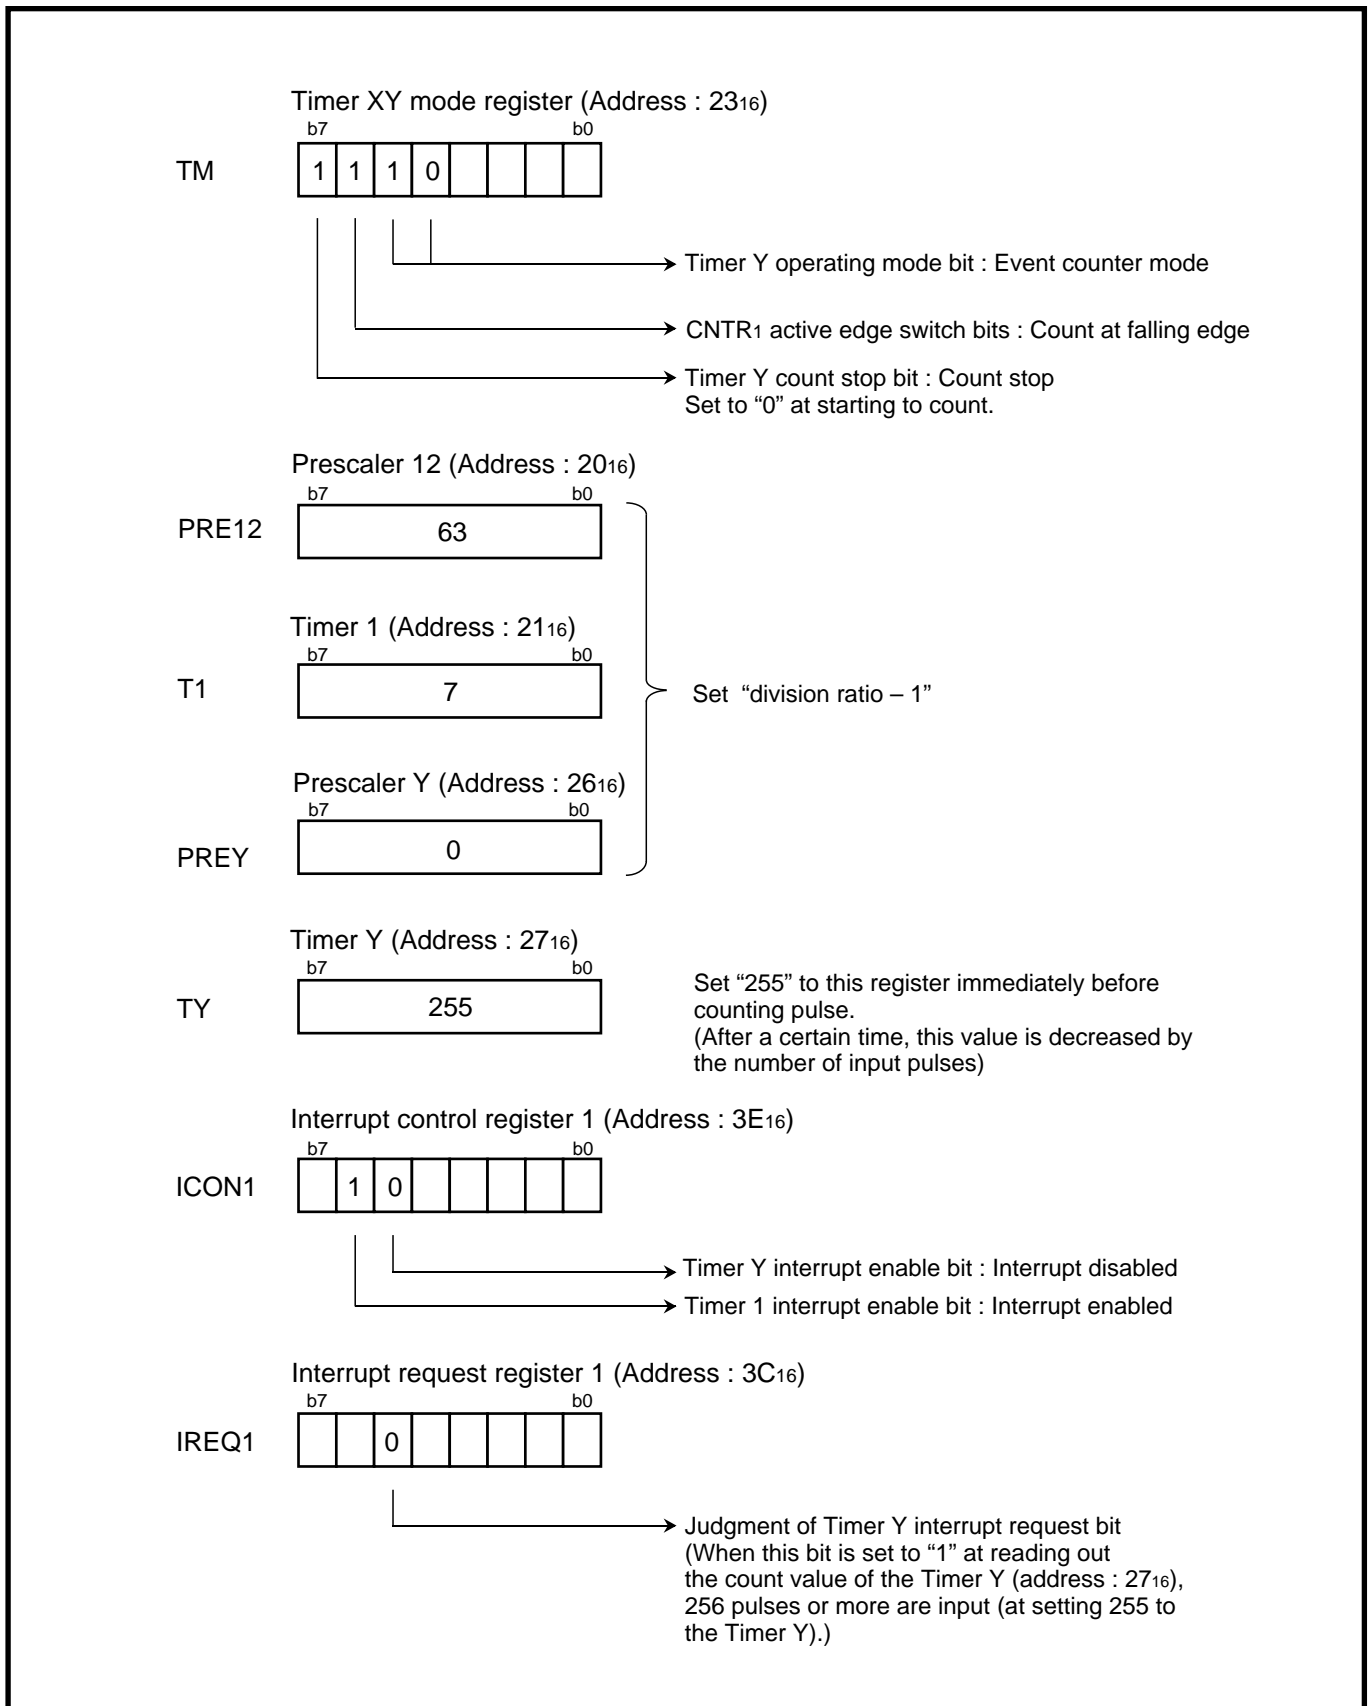 Timer XY mode register (Address : 2316)
b7 b0
TM 1 1 1 0
Timer Y operating mode bit : Event counter mode
CNTR1 active edge switch bits : Count at falling edge
Timer Y count stop bit : Count stop
Set to “0” at starting to count.
Prescaler 12 (Address : 2016)
b7 b0
PRE12 63
Timer 1 (Address : 2116)
b7 b0
T1 7
Set “division ratio – 1”
Prescaler Y (Address : 2616)
b7 b0
PREY 0
Timer Y (Address : 2716)
b7 b0
TY 255
Set “255” to this register immediately before
counting pulse.
(After a certain time, this value is decreased by
the number of input pulses)
Interrupt control register 1 (Address : 3E16)
b7 b0
ICON1 1 0
Timer Y interrupt enable bit : Interrupt disabled
Timer 1 interrupt enable bit : Interrupt enabled
Interrupt request register 1 (Address : 3C16)
b7 b0
IREQ1 0
Judgment of Timer Y interrupt request bit
(When this bit is set to “1” at reading out
the count value of the Timer Y (address : 2716),
256 pulses or more are input (at setting 255 to
the Timer Y).)